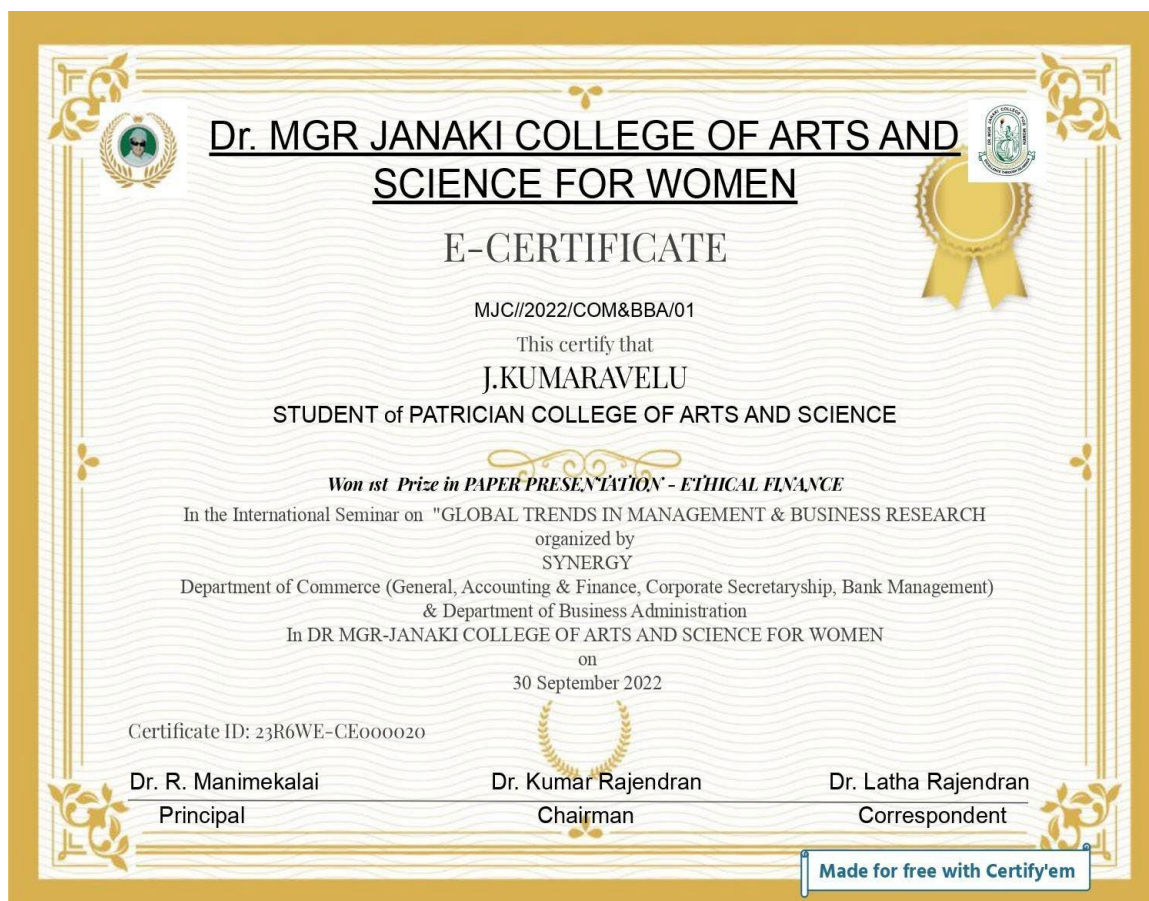 Dr. MGR JANAKI COLLEGE OF ARTS AND
SCIENCE FOR WOMEN
E-CERTIFICATE
MJC//2022/COM&BBA/01
This certify that
J.KUMARAVELU
STUDENT of PATRICIAN COLLEGE OF ARTS AND SCIENCE
Won 1st Prize in PAPER PRESENTATION - ETHICAL FINANCE
In the International Seminar on "GLOBAL TRENDS IN MANAGEMENT & BUSINESS RESEARCH
organized by
SYNERGY
Department of Commerce (General, Accounting & Finance, Corporate Secretaryship, Bank Management)
& Department of Business Administration
In DR MGR-JANAKI COLLEGE OF ARTS AND SCIENCE FOR WOMEN
on
30 September 2022
Certificate ID: 23R6WE-CE000020
Dr. R. Manimekalai Dr. Kumar Rajendran Dr. Latha Rajendran
Principal Chairman Correspondent
Made for free with Certify'em